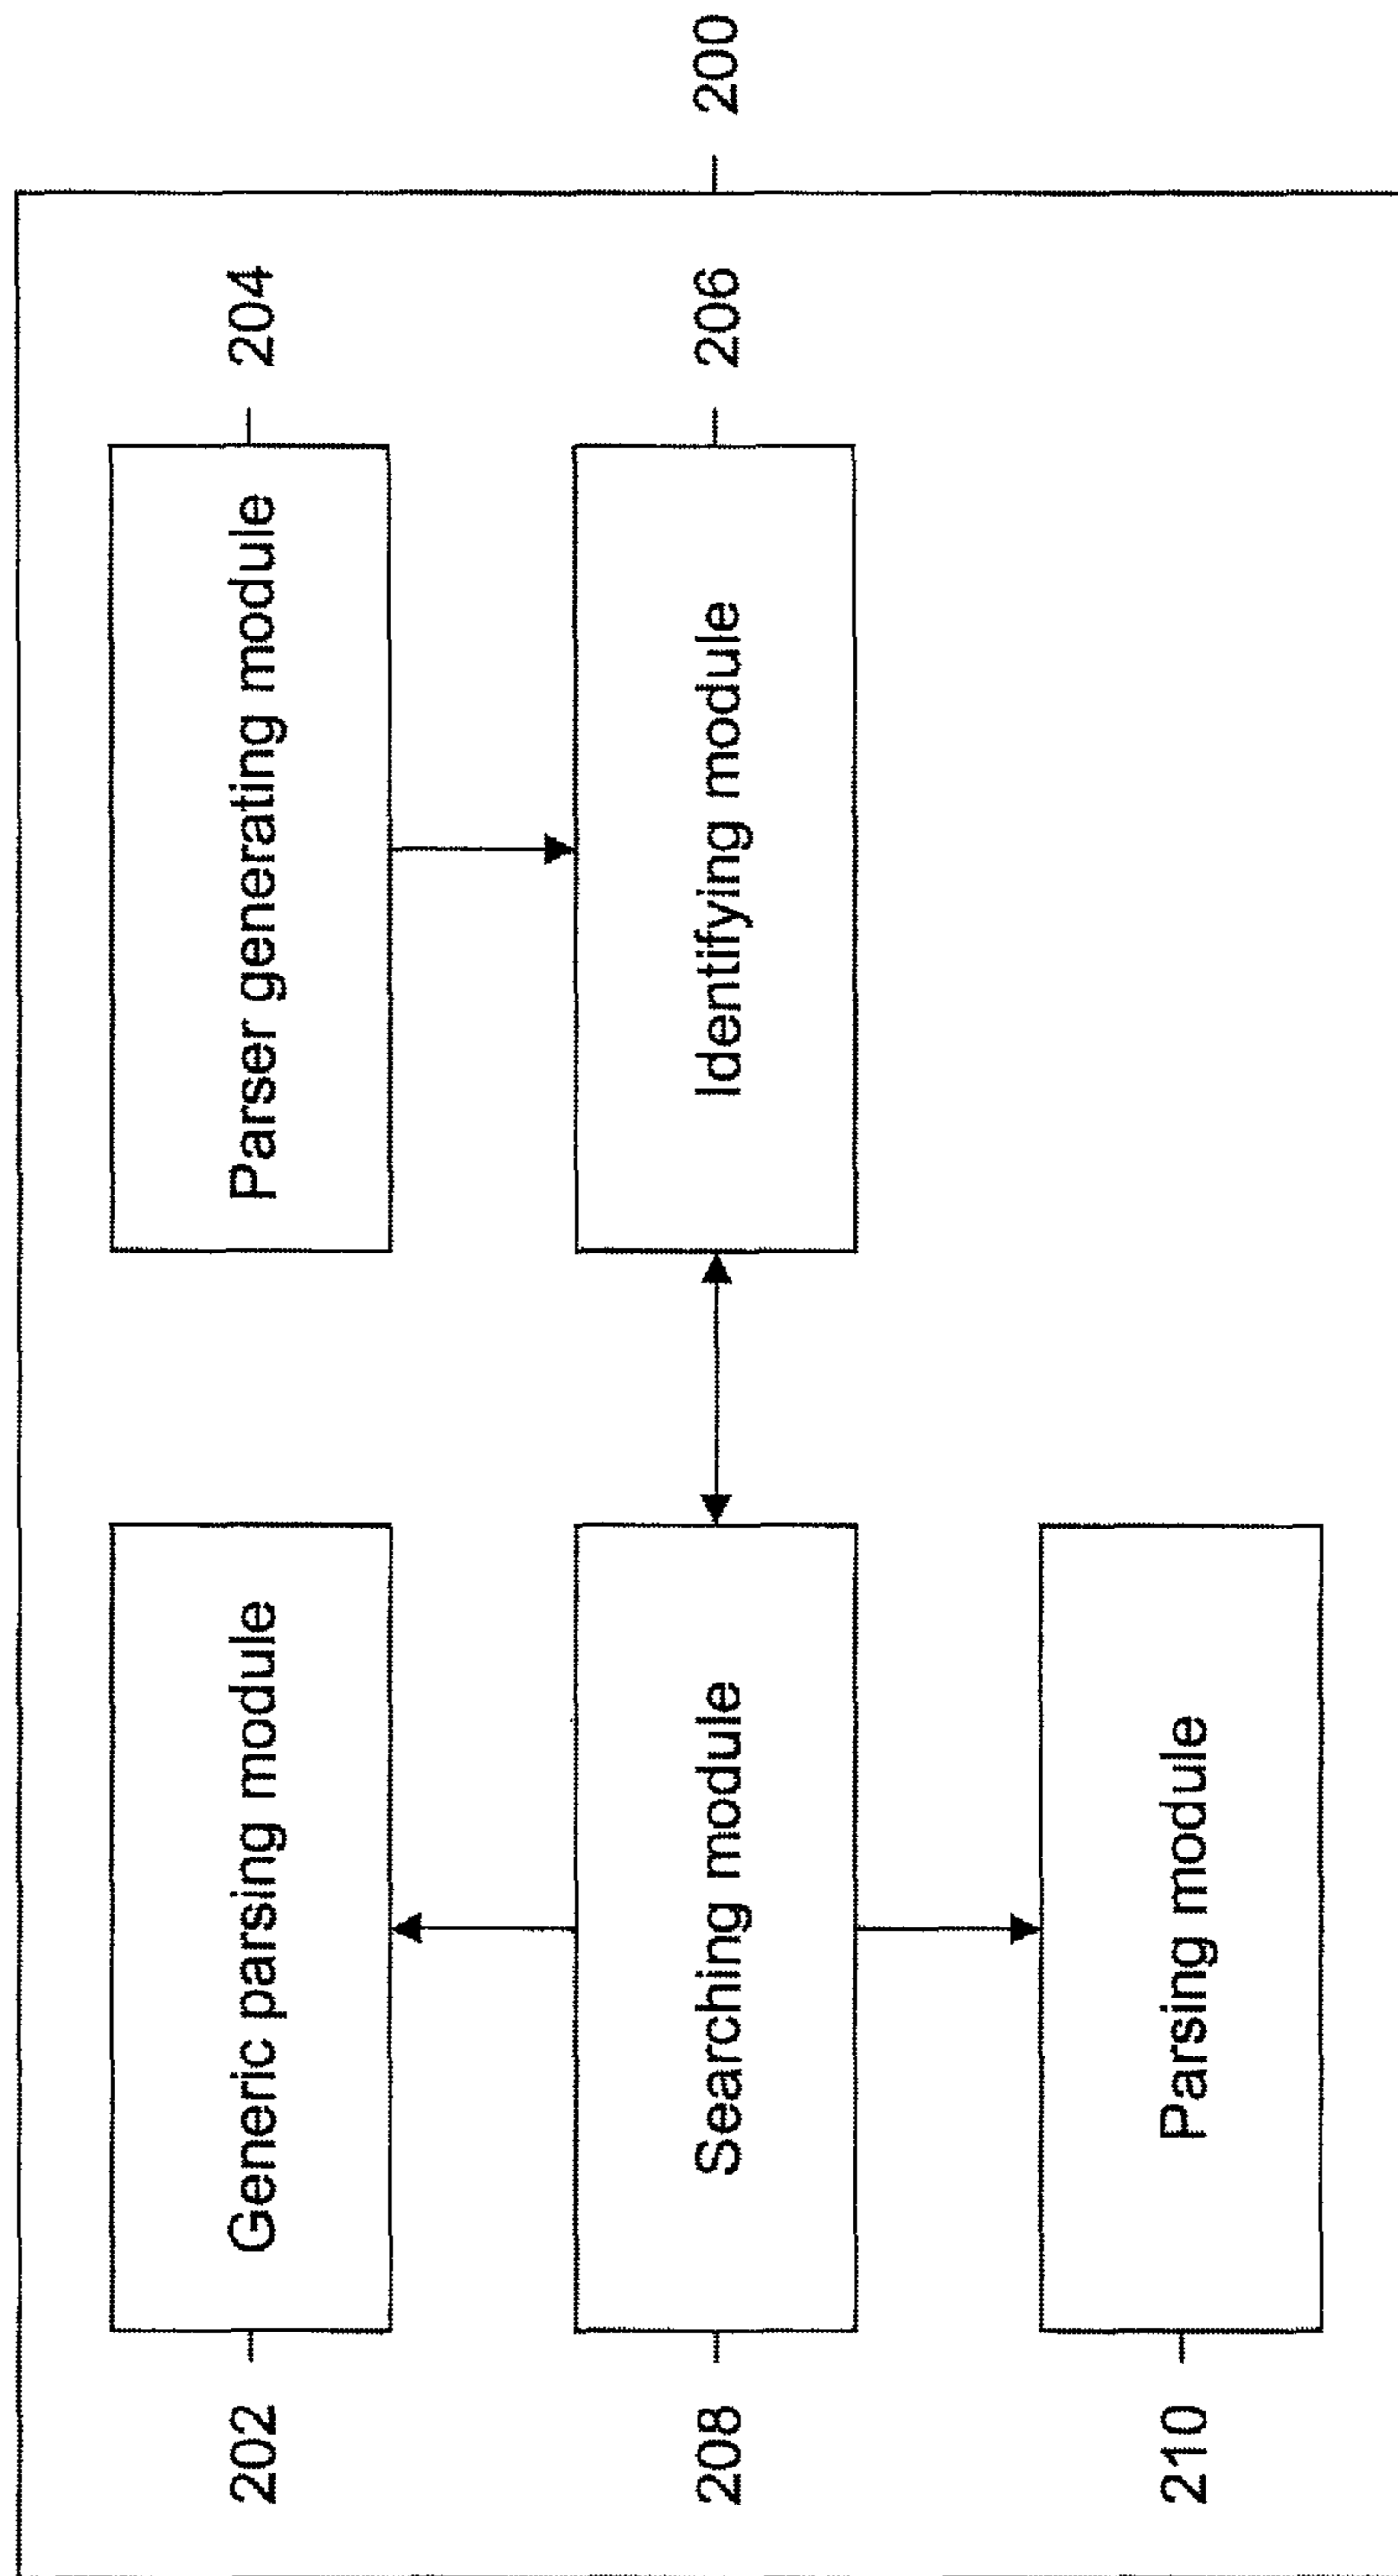 202
Generic parsing module
Parser generating module
204
208
Searching module
Identifying module
206
200
210
Parsing module